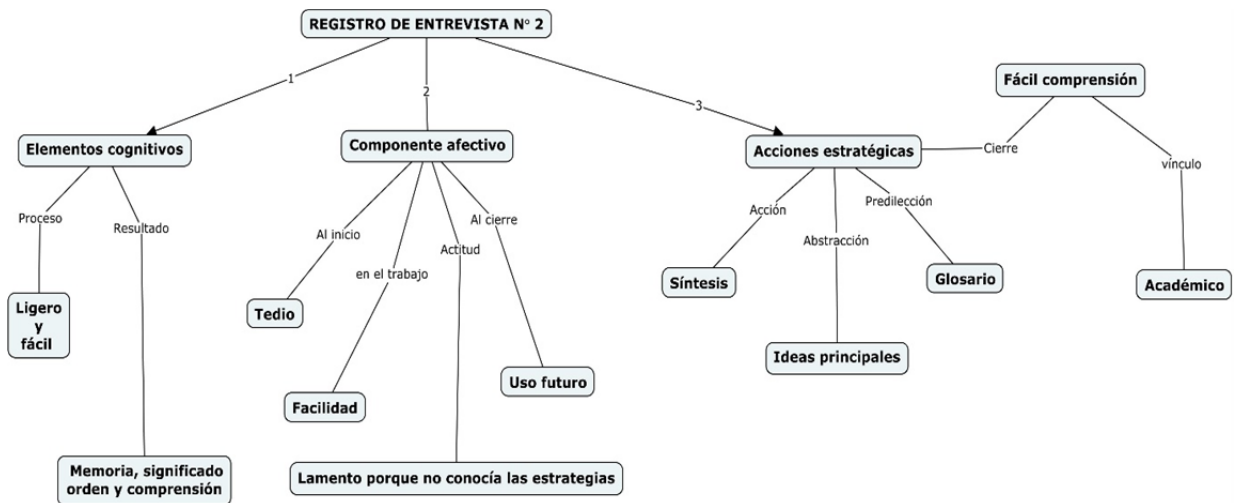 REGISTRO DE ENTREVISTA N° 2
1
2
3
Fácil comprensión
Elementos cognitivos
Componente afectivo
Acciones estratégicas
Cierre
vínculo
Proceso
Resultado
Al inicio
en el trabajo
Actitud
Al cierre
Acción
Abstracción
Predilección
Ligero
y
fácil
Tedio
Síntesis
Glosario
Académico
Ideas principales
Facilidad
Uso futuro
Memoria, significado
orden y comprensión
Lamento porque no conocía las estrategias